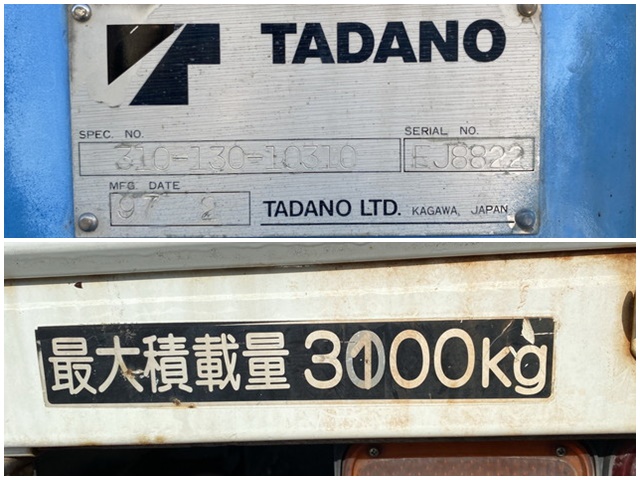 TADANO
SPEC. NO.
310-130-10310
SERIAL NO.
EJ8822
MFG. DATE
97 2
TADANO LTD. KAGAWA, JAPAN
最大積載量 3000kg